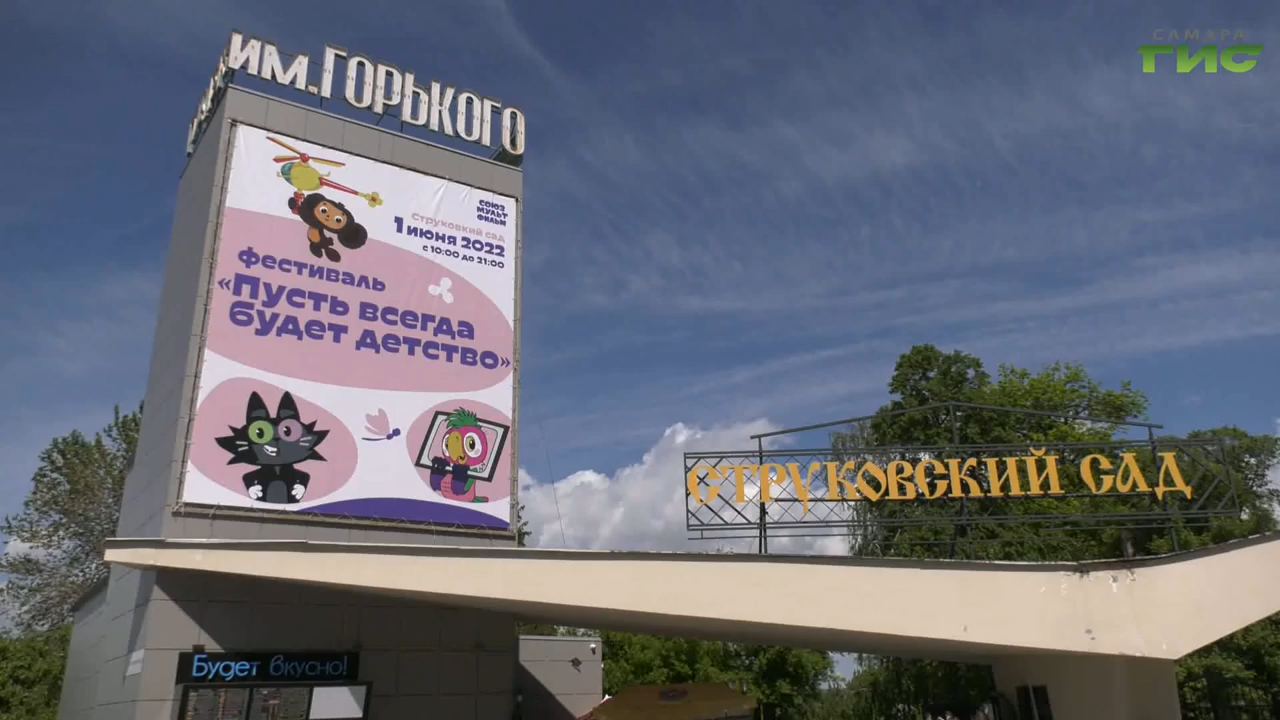 САМАРА
ГИС
им.ГОРЬКОГО
СОЮЗ
МУЛЬТ
ФИЛЬМ
Струковкий сад
1 июня 2022
с 10:00 до 21:00
фестиваль
«Пусть всегда
будет детство»
СТРУКОВСКИЙ САД
Будет вкусно!